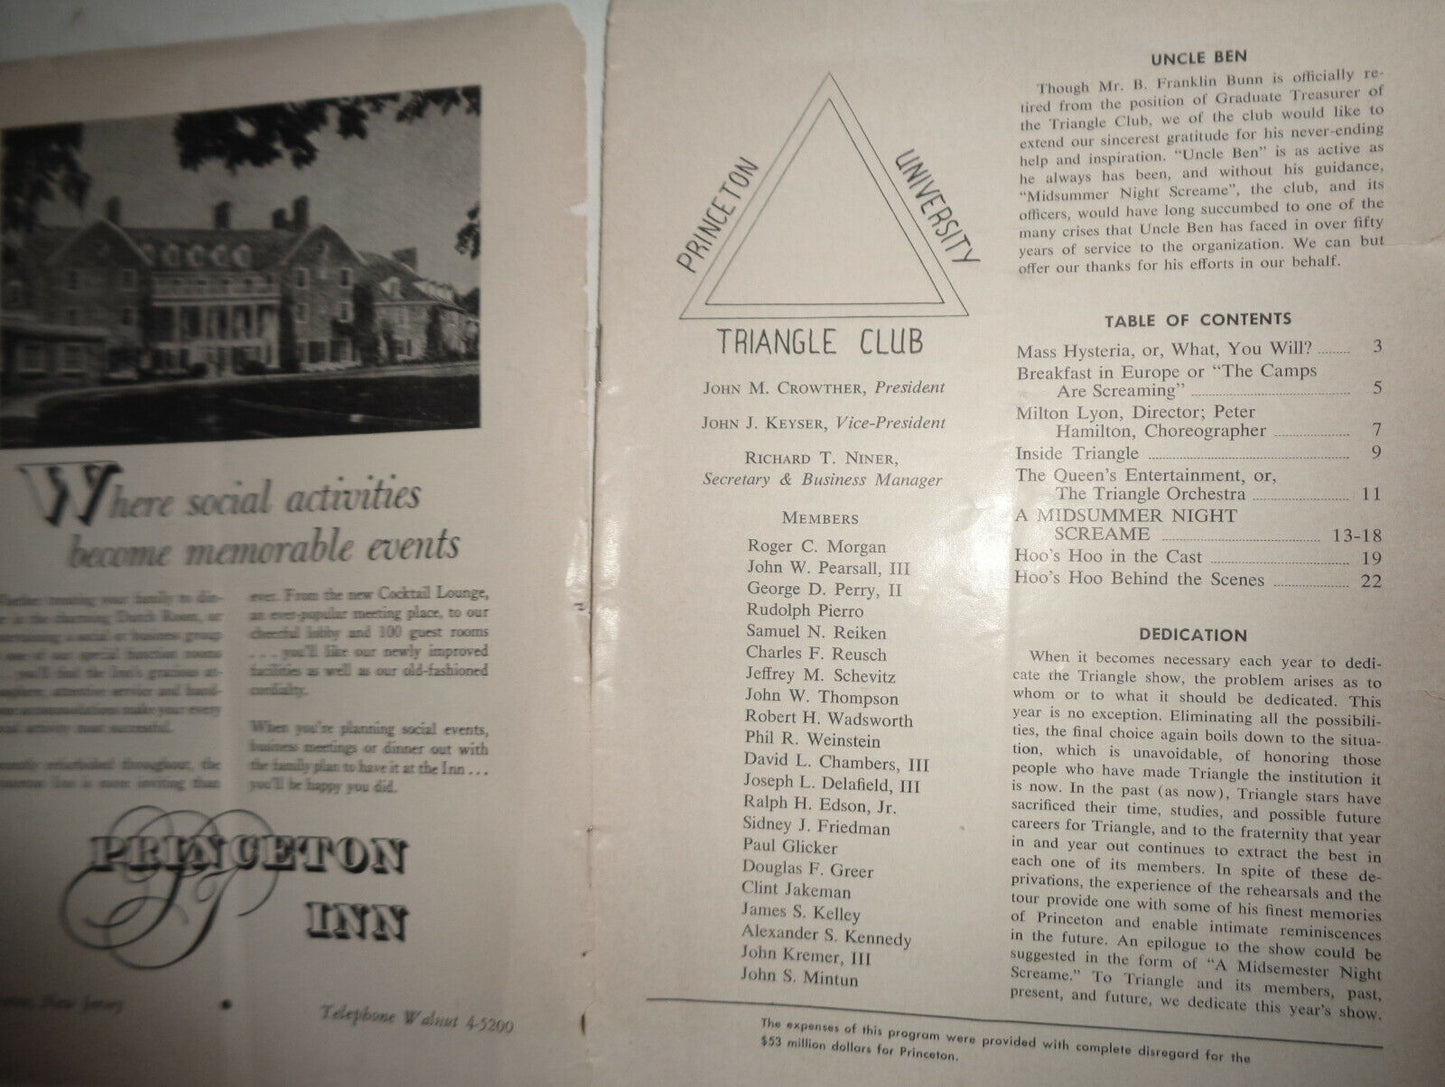 Where social activities
become memorable events
ever. From the new Cocktail Lounge,
an ever-popular meeting place, to our
cheerful lobby and 100 guest rooms
. . . you'll like our newly improved
facilities as well as our old-fashioned
cordiality.
When you're planning social events,
business meetings or dinner out with
the family plan to have it at the Inn . . .
you'll be happy you did.
PRINCETON
INN
Telephone Walnut 4-5200
PRINCETON
UNIVERSITY
TRIANGLE CLUB
JOHN M. CROWTHER, President
JOHN J. KEYSER, Vice-President
RICHARD T. NINER,
Secretary & Business Manager
MEMBERS
Roger C. Morgan
John W. Pearsall, III
George D. Perry, II
Rudolph Pierro
Samuel N. Reiken
Charles F. Reusch
Jeffrey M. Schevitz
John W. Thompson
Robert H. Wadsworth
Phil R. Weinstein
David L. Chambers, III
Joseph L. Delafield, III
Ralph H. Edson, Jr.
Sidney J. Friedman
Paul Glicker
Douglas F. Greer
Clint Jakeman
James S. Kelley
Alexander S. Kennedy
John Kremer, III
John S. Mintun
UNCLE BEN
Though Mr. B. Franklin Bunn is officially re-
tired from the position of Graduate Treasurer of
the Triangle Club, we of the club would like to
extend our sincerest gratitude for his never-ending
help and inspiration. "Uncle Ben" is as active as
he always has been, and without his guidance,
"Midsummer Night Screame", the club, and its
officers, would have long succumbed to one of the
many crises that Uncle Ben has faced in over fifty
years of service to the organization. We can but
offer our thanks for his efforts in our behalf.
TABLE OF CONTENTS
Mass Hysteria, or, What, You Will? ........ 3
Breakfast in Europe or "The Camps
Are Screaming" ........ 5
Milton Lyon, Director; Peter
Hamilton, Choreographer ........ 7
Inside Triangle ........ 9
The Queen's Entertainment, or,
The Triangle Orchestra ........ 11
A MIDSUMMER NIGHT
SCREAME ........ 13-18
Hoo's Hoo in the Cast ........ 19
Hoo's Hoo Behind the Scenes ........ 22
DEDICATION
When it becomes necessary each year to dedi-
cate the Triangle show, the problem arises as to
whom or to what it should be dedicated. This
year is no exception. Eliminating all the possibili-
ties, the final choice again boils down to the situa-
tion, which is unavoidable, of honoring those
people who have made Triangle the institution it
is now. In the past (as now), Triangle stars have
sacrificed their time, studies, and possible future
careers for Triangle, and to the fraternity that year
in and year out continues to extract the best in
each one of its members. In spite of these de-
privations, the experience of the rehearsals and the
tour provide one with some of his finest memories
of Princeton and enable intimate reminiscences
in the future. An epilogue to the show could be
suggested in the form of "A Midsemester Night
Screame." To Triangle and its members, past,
present, and future, we dedicate this year's show.
The expenses of this program were provided with complete disregard for the
$53 million dollars for Princeton.